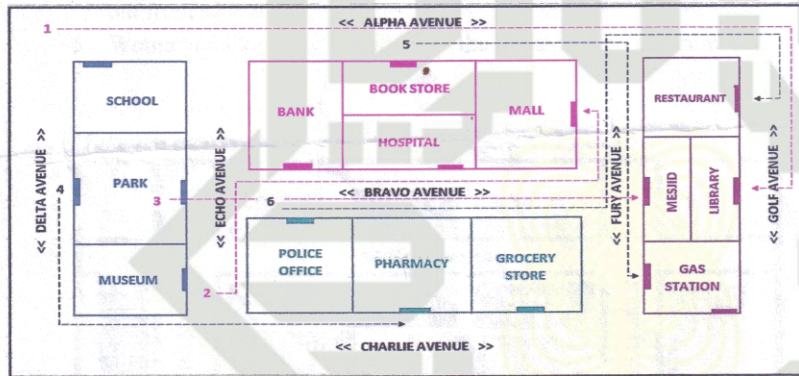 << ALPHA AVENUE >>
1
5
SCHOOL
BANK
BOOK STORE
HOSPITAL
MALL
RESTAURANT
<< DELTA AVENUE >>
4
PARK
3
<< ECHO AVENUE >>
2
<< BRAVO AVENUE >>
6
<< FURY AVENUE >>
MESJID
LIBRARY
<< GOLF AVENUE >>
MUSEUM
POLICE
OFFICE
PHARMACY
GROCERY
STORE
GAS
STATION
<< CHARLIE AVENUE >>